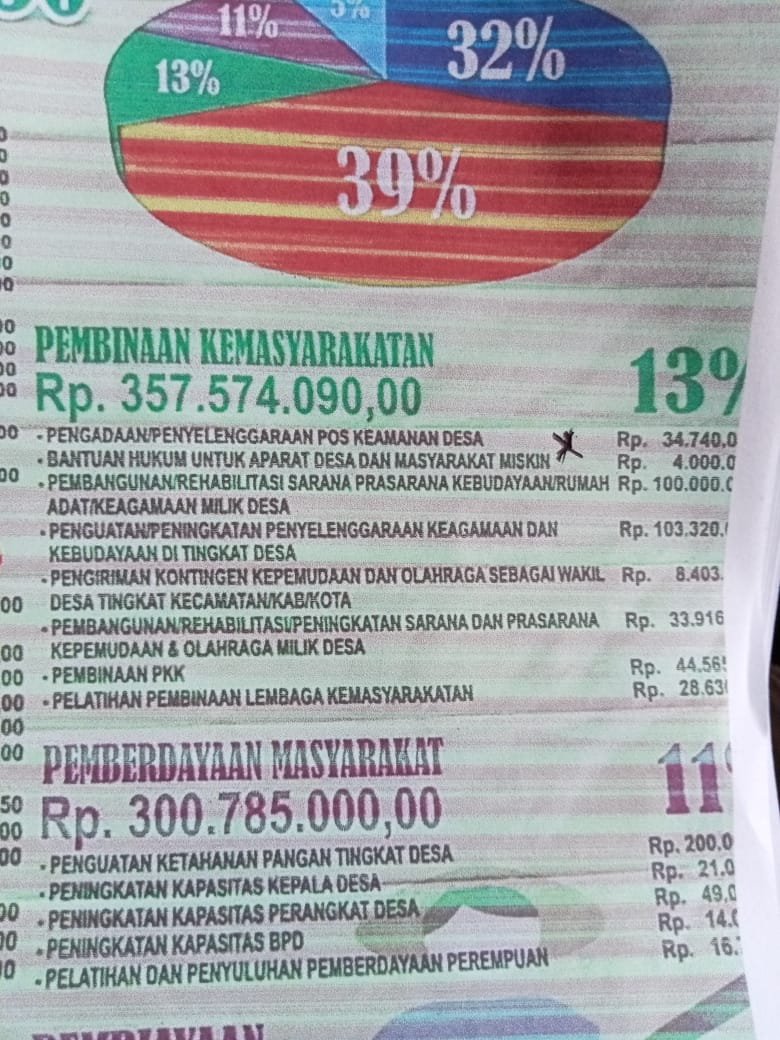 5%
11%
32%
13%
39%
PEMBINAAN KEMASYARAKATAN
Rp. 357.574.090,00
13%
- PENGADAAN/PENYELENGGARAAN POS KEAMANAN DESA Rp. 34.740.0
- BANTUAN HUKUM UNTUK APARAT DESA DAN MASYARAKAT MISKIN Rp. 4.000.0
- PEMBANGUNAN/REHABILITASI SARANA PRASARANA KEBUDAYAAN/RUMAH Rp. 100.000.0
ADAT/KEAGAMAAN MILIK DESA
- PENGUATAN/PENINGKATAN PENYELENGGARAAN KEAGAMAAN DAN Rp. 103.320.
KEBUDAYAAN DI TINGKAT DESA
- PENGIRIMAN KONTINGEN KEPEMUDAAN DAN OLAHRAGA SEBAGAI WAKIL Rp. 8.403.
DESA TINGKAT KECAMATAN/KAB/KOTA
- PEMBANGUNAN/REHABILITASI/PENINGKATAN SARANA DAN PRASARANA Rp. 33.916
KEPEMUDAAN & OLAHRAGA MILIK DESA
- PEMBINAAN PKK Rp. 44.565
- PELATIHAN PEMBINAAN LEMBAGA KEMASYARAKATAN Rp. 28.630
PEMBERDAYAAN MASYARAKAT
Rp. 300.785.000,00
11%
- PENGUATAN KETAHANAN PANGAN TINGKAT DESA Rp. 200.0
- PENINGKATAN KAPASITAS KEPALA DESA Rp. 21.0
- PENINGKATAN KAPASITAS PERANGKAT DESA Rp. 49.0
- PENINGKATAN KAPASITAS BPD Rp. 14.0
- PELATIHAN DAN PENYULUHAN PEMBERDAYAAN PEREMPUAN Rp. 16.